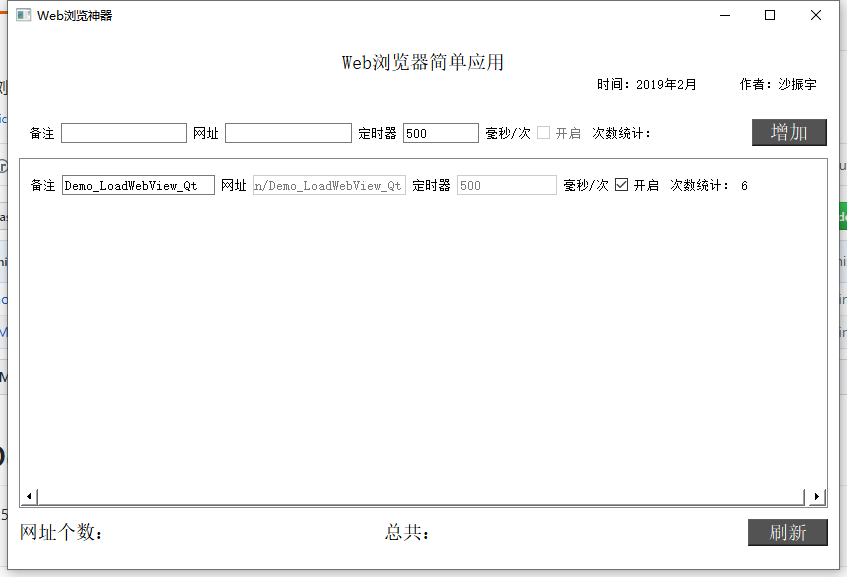 Web浏览神器
Web浏览器简单应用
时间：2019年2月 作者：沙振宇
备注 网址 定时器 500 毫秒/次 开启 次数统计： 增加
备注 Demo_LoadWebView_Qt 网址 n/Demo_LoadWebView_Qt 定时器 500 毫秒/次 开启 次数统计： 6
网址个数： 总共： 刷新